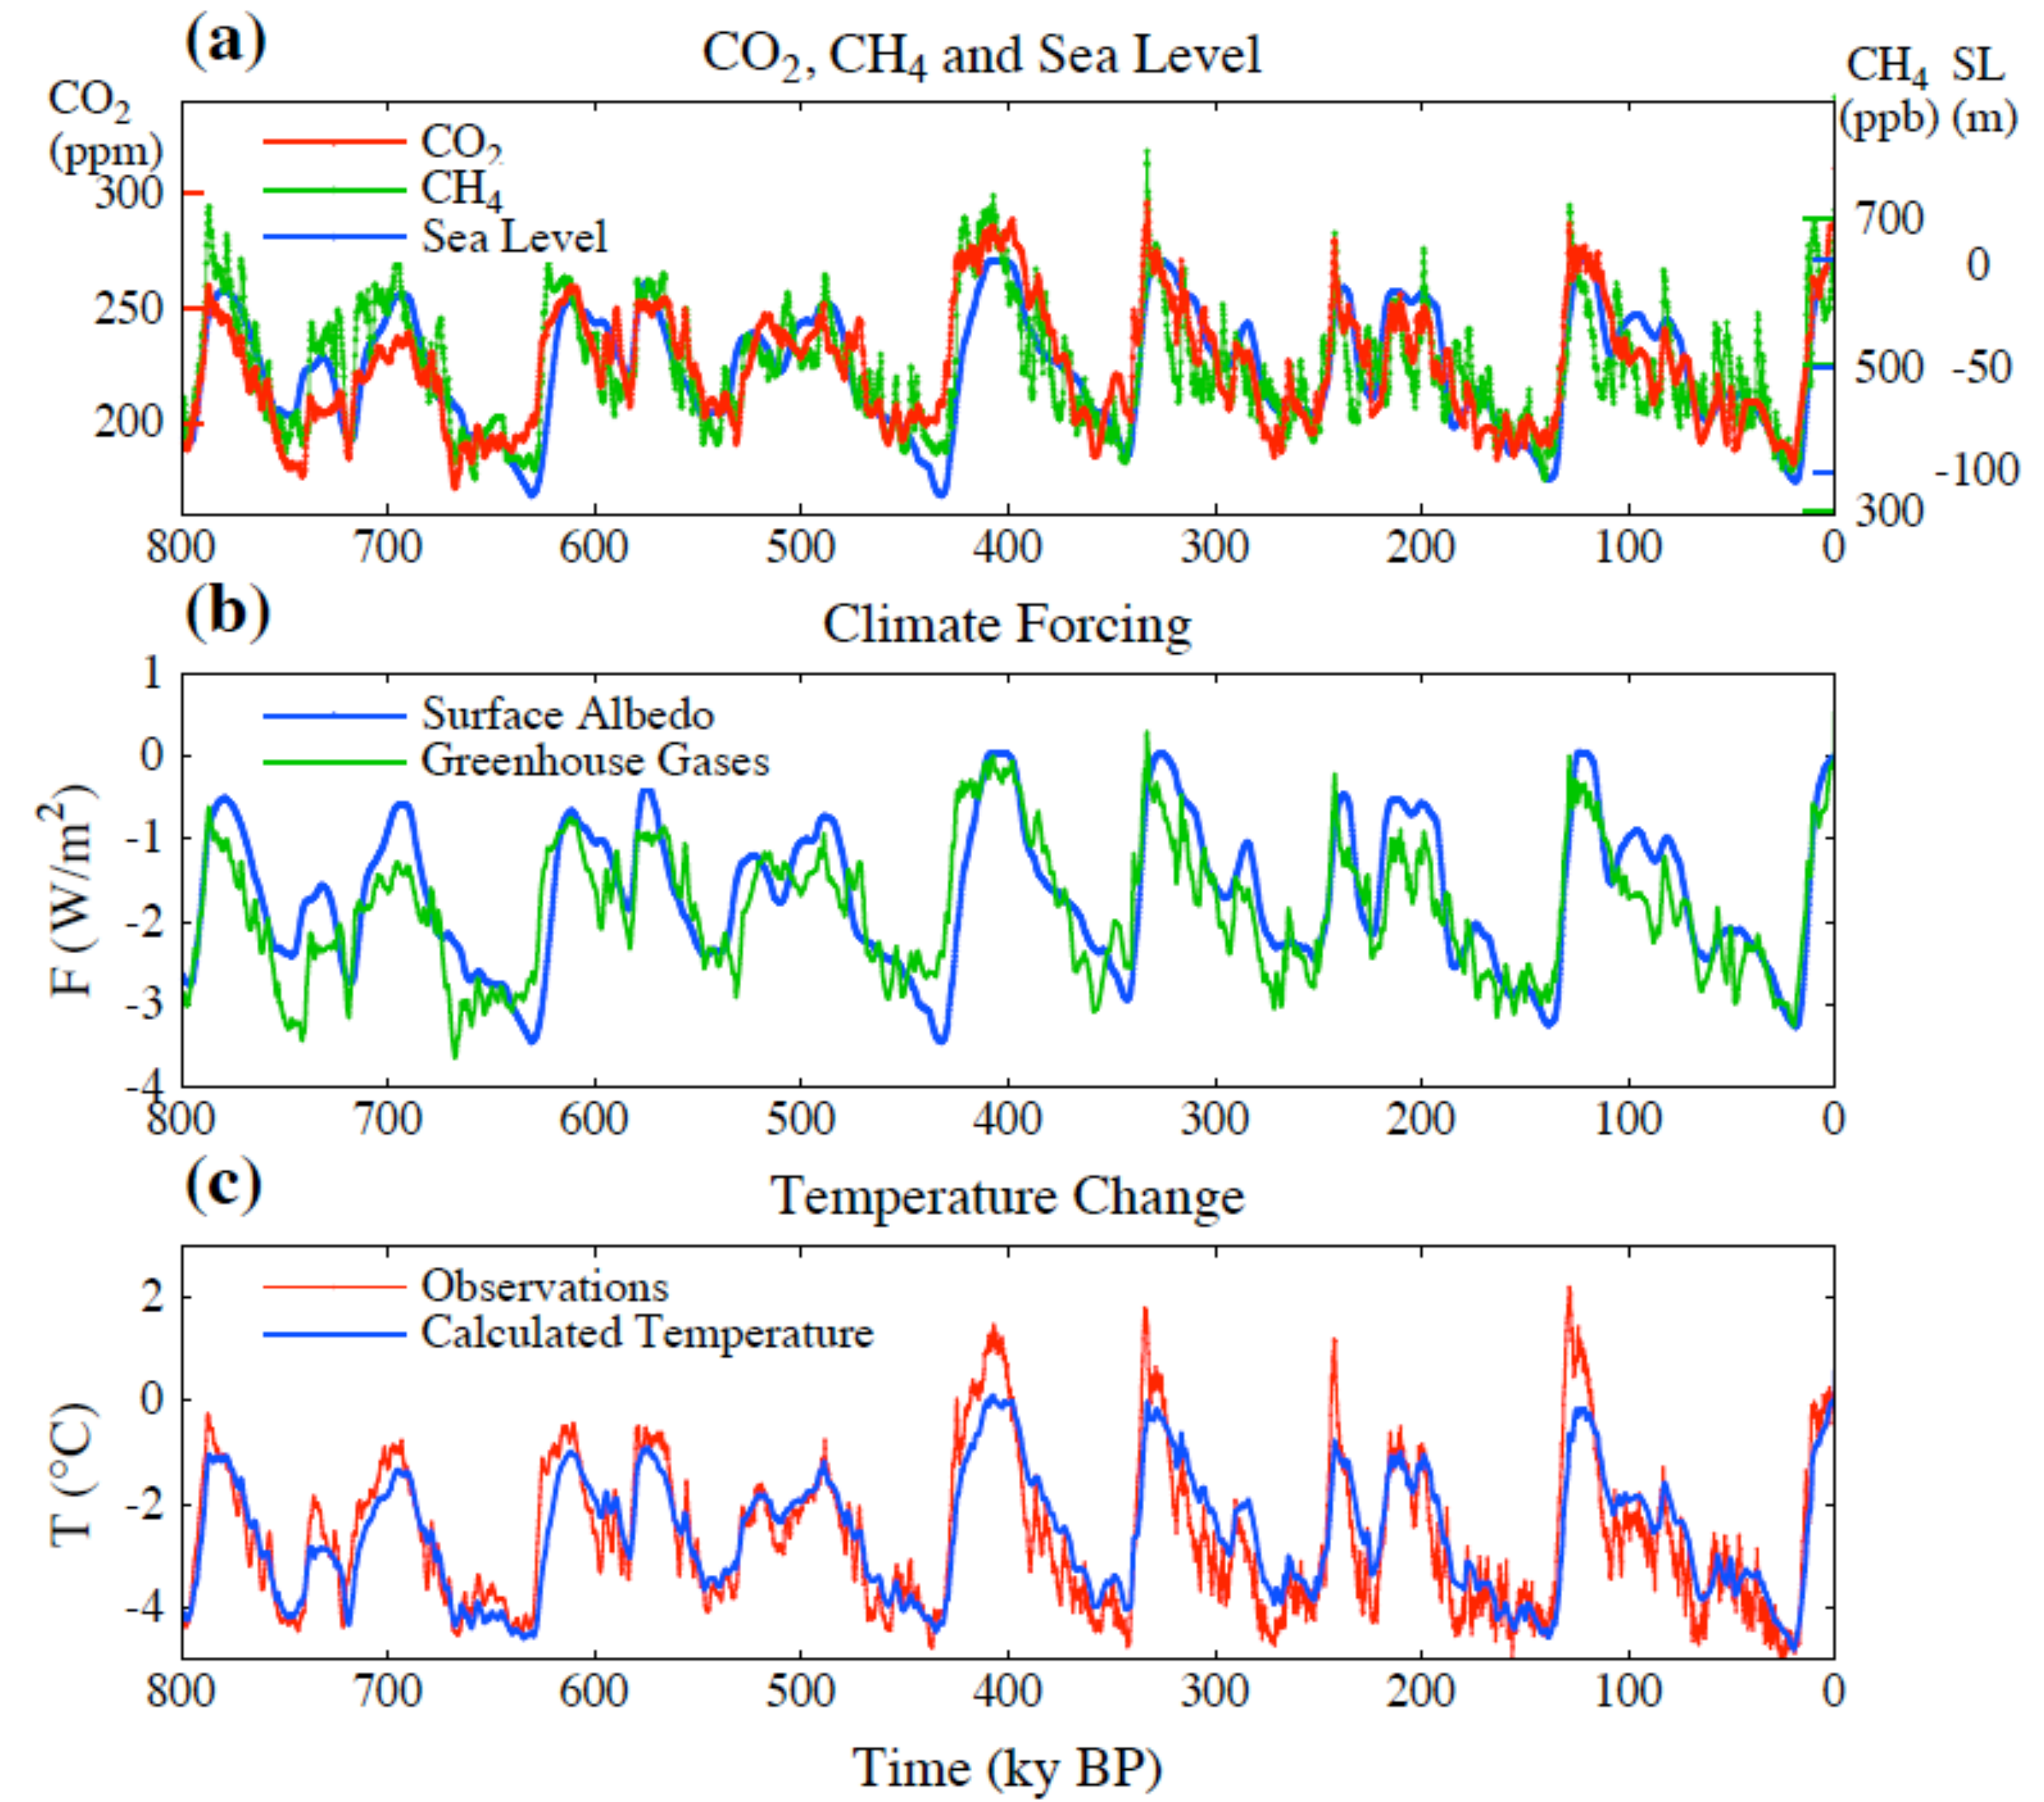 (a)
CO2, CH4 and Sea Level
CO2
(ppm)
CH4 SL
(ppb) (m)
CO2
CH4
Sea Level
300
250
200
700
500
300
0
-50
-100
800 700 600 500 400 300 200 100 0
(b)
Climate Forcing
Surface Albedo
Greenhouse Gases
F (W/m2)
1
0
-1
-2
-3
-4
800 700 600 500 400 300 200 100 0
(c)
Temperature Change
Observations
Calculated Temperature
T (°C)
2
0
-2
-4
800 700 600 500 400 300 200 100 0
Time (ky BP)